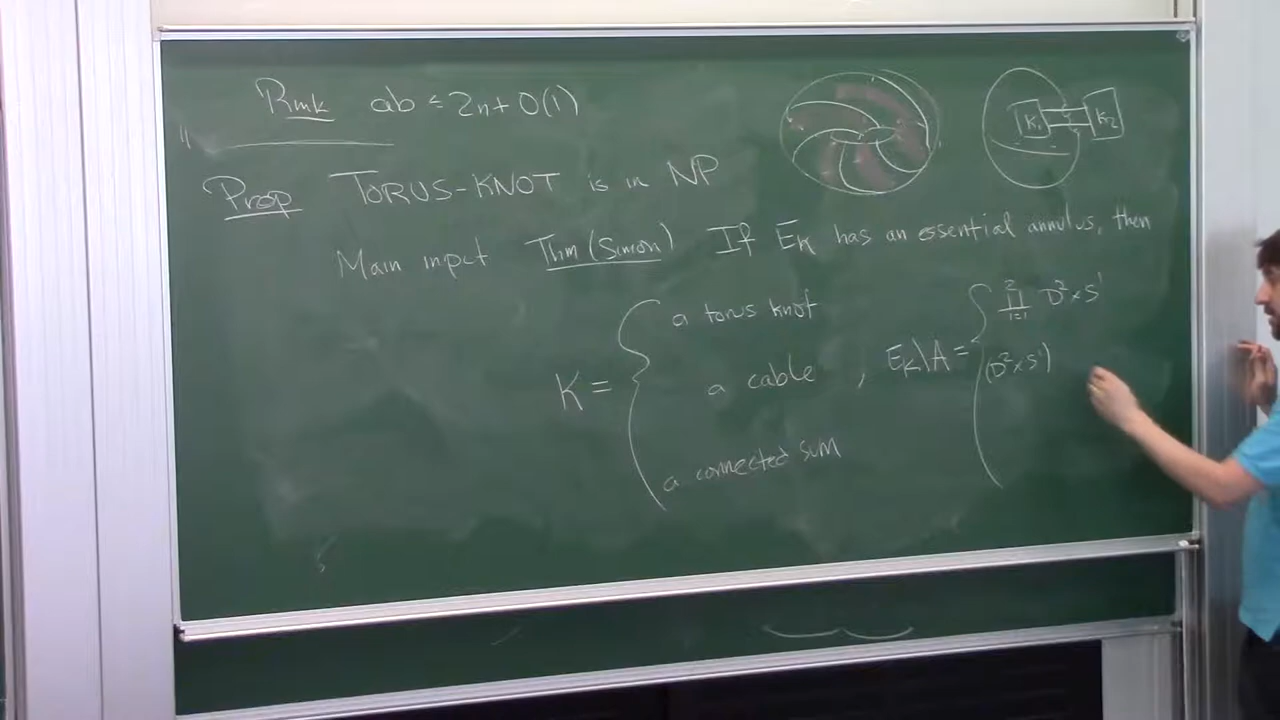 Rmk ab ≤ 2n + O(1)
K₁ K₂
Prop TORUS-KNOT is in NP
Main input Thm (Simon) If E_K has an essential annulus, then
K = { a torus knot
a cable
a connected sum
, E_K\A = { ∐_{i=1}^{2} D²×S¹
(D²×S¹)